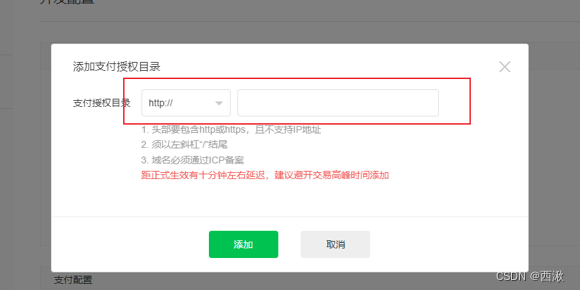 开发配置
添加支付授权目录
支付授权目录 http://
1. 头部要包含http或https，且不支持IP地址
2. 须以左斜杠“/”结尾
3. 域名必须通过ICP备案
距正式生效有十分钟左右延迟，建议避开交易高峰时间添加
添加 取消
支付配置
CSDN @西湫